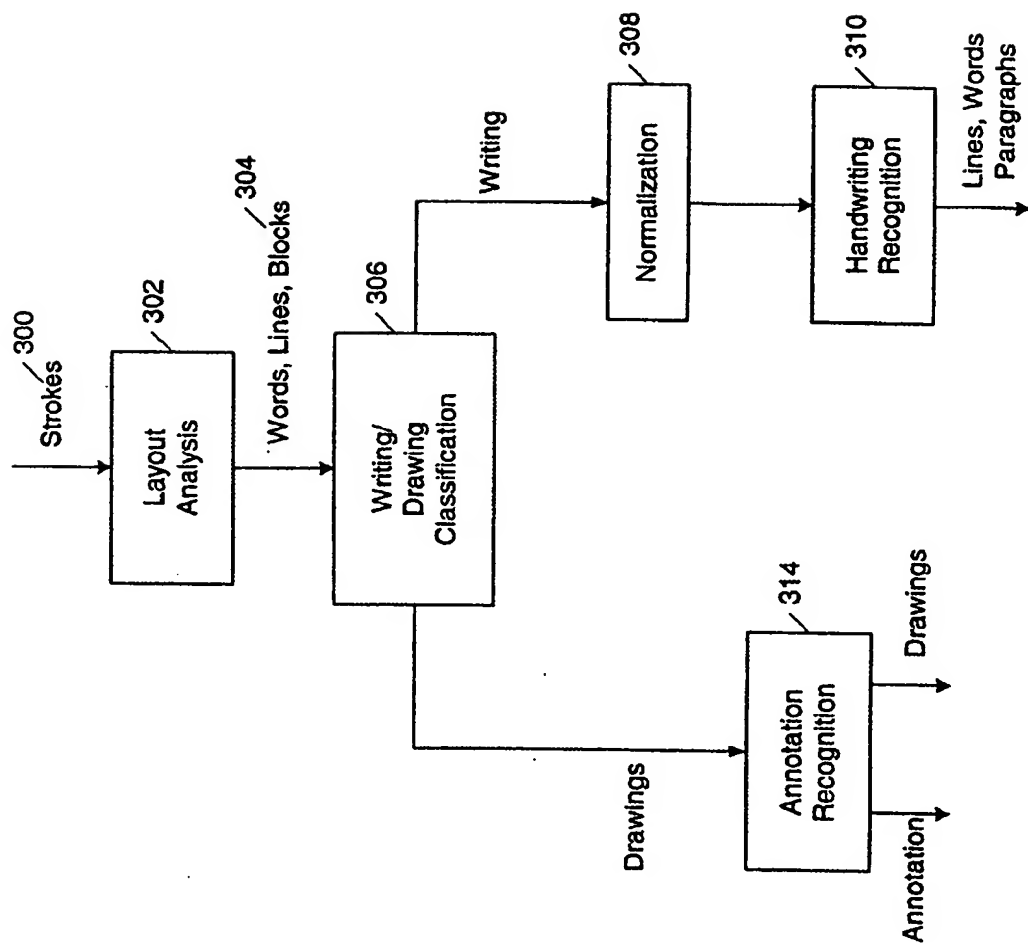 300
Strokes
302
Layout
Analysis
304
Words, Lines, Blocks
306
Writing/
Drawing
Classification
Writing
308
Normalization
310
Handwriting
Recognition
Lines, Words
Paragraphs
Drawings
314
Annotation
Recognition
Annotation
Drawings